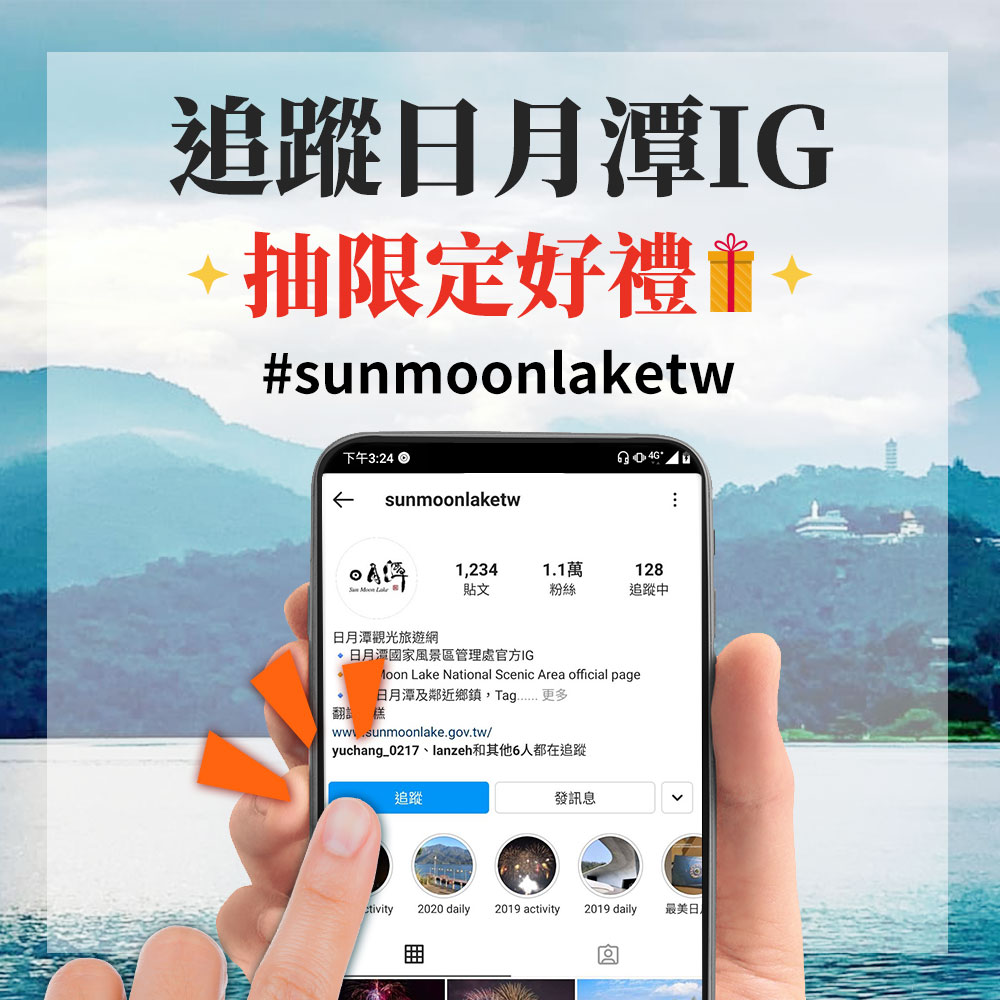 追蹤日月潭IG
抽限定好禮
#sunmoonlaketw
下午3:24
4G+
sunmoonlaketw
日月潭
Sun Moon Lake
1,234
貼文
1.1萬
粉絲
128
追蹤中
日月潭觀光旅遊網
日月潭國家風景區管理處官方IG
Moon Lake National Scenic Area official page
日月潭及鄰近鄉鎮，Tag...... 更多
翻譯 糕
www.sunmoonlake.gov.tw/
yuchang_0217、lanzeh和其他6人都在追蹤
追蹤
發訊息
2020 daily
2019 activity
2019 daily
最美日